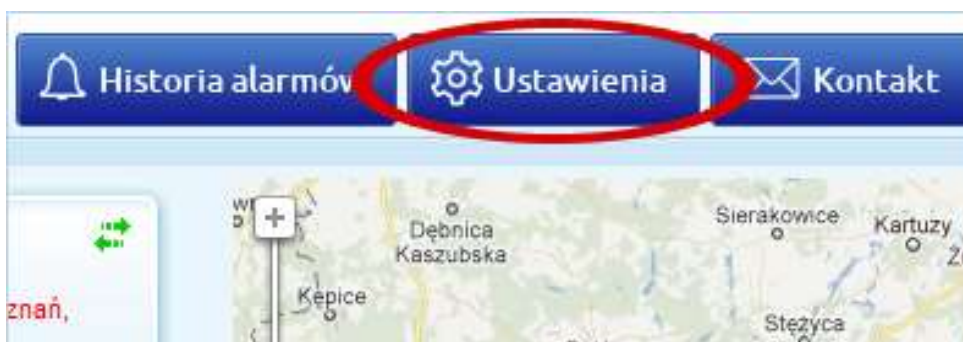 Historia alarmów
Ustawienia
Kontakt
Dębnica
Kaszubska
Sierakowice
Kartuzy
Kępice
znań,
Stężyca